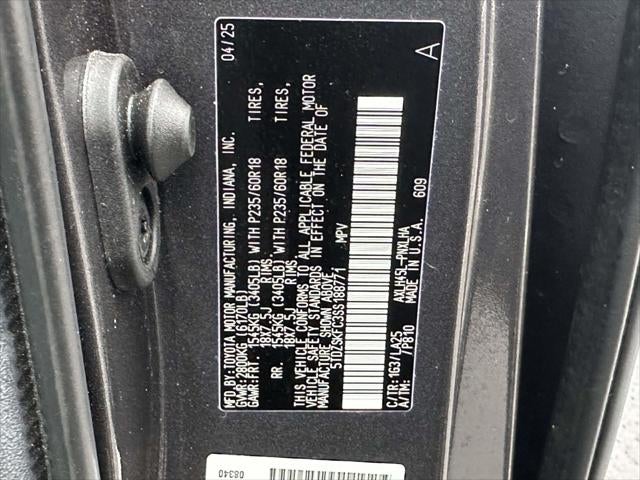 MFD.BY:TOYOTA MOTOR MANUFACTURING, INDIANA, INC. 04/25
GVWR:2800KG (6170LB)
GAWR:FRT. 1545KG (3405LB) WITH P235/60R18 TIRES,
18X7.5J RIMS,
RR. 1545KG (3405LB) WITH P235/60R18 TIRES,
18X7.5J RIMS,
THIS VEHICLE CONFORMS TO ALL APPLICABLE FEDERAL MOTOR
VEHICLE SAFETY STANDARDS IN EFFECT ON THE DATE OF
MANUFACTURE SHOWN ABOVE.
5TDZSKFC3SS188771 MPV
C/TR:1G3/LA25 AXLH45L-PNXLHA 609
A/TM: /P810 MADE IN U.S.A. A
08340